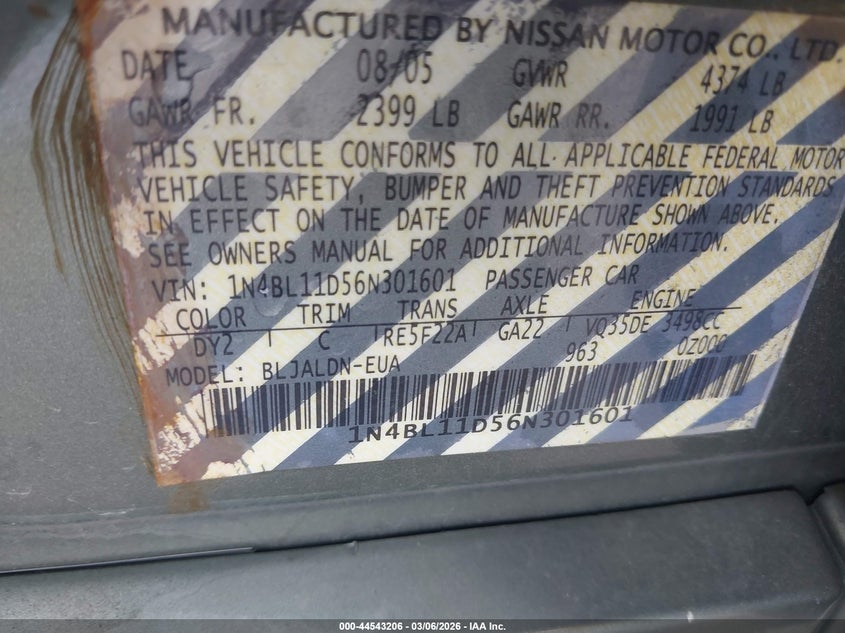 MANUFACTURED BY NISSAN MOTOR CO., LTD.
DATE 08/05 GVWR 4374 LB
GAWR FR. 2399 LB GAWR RR. 1991 LB
THIS VEHICLE CONFORMS TO ALL APPLICABLE FEDERAL MOTOR
VEHICLE SAFETY, BUMPER AND THEFT PREVENTION STANDARDS
IN EFFECT ON THE DATE OF MANUFACTURE SHOWN ABOVE.
SEE OWNERS MANUAL FOR ADDITIONAL INFORMATION.
VIN: 1N4BL11D56N301601 PASSENGER CAR
COLOR TRIM TRANS AXLE ENGINE
DY2 C RE5F22A GA22 VQ35DE 3498CC
MODEL: BLJALDN-EUA 963 0Z000
1N4BL11D56N301601
000-44543206 - 03/06/2026 - IAA Inc.